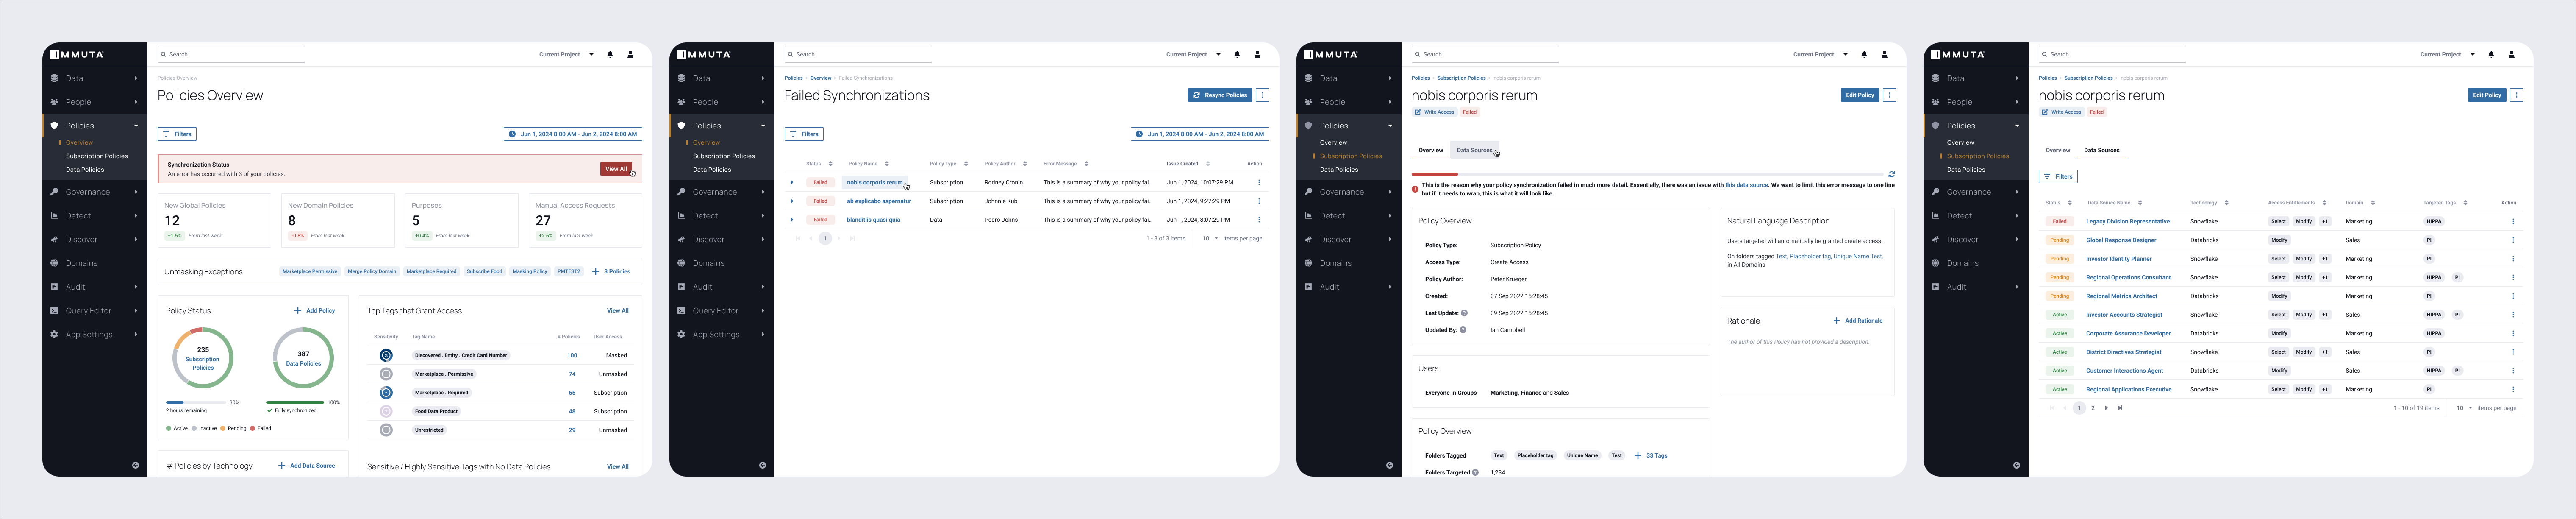 IMMUTA
Search
Current Project
Data
People
Policies
Overview
Subscription Policies
Data Policies
Governance
Detect
Discover
Domains
Audit
Query Editor
App Settings
Policies Overview
Policies Overview
Filters
Jun 1, 2024 8:00 AM - Jun 2, 2024 8:00 AM
Synchronization Status
An error has occurred with 3 of your policies.
View All
New Global Policies
12
+1.5% From last week
New Domain Policies
8
-0.8% From last week
Purposes
5
+0.4% From last week
Manual Access Requests
27
+2.6% From last week
Unmasking Exceptions
Marketplace Permissive Merge Policy Domain Marketplace Required Subscribe Food Masking Policy PMTEST2 + 3 Policies
Policy Status
+ Add Policy
235
Subscription
Policies
387
Data Policies
30%
2 hours remaining
100%
Fully synchronized
Active Inactive Pending Failed
Top Tags that Grant Access
View All
Sensitivity Tag Name # Policies User Access
Discovered . Entity . Credit Card Number 100 Masked
Marketplace . Permissive 74 Unmasked
Marketplace . Required 65 Subscription
Food Data Product 48 Subscription
Unrestricted 29 Unmasked
# Policies by Technology
+ Add Data Source
Sensitive / Highly Sensitive Tags with No Data Policies
View All
IMMUTA
Search
Current Project
Data
People
Policies
Overview
Subscription Policies
Data Policies
Governance
Detect
Discover
Domains
Audit
Query Editor
App Settings
Policies Overview Failed Synchronizations
Failed Synchronizations
Resync Policies
Filters
Jun 1, 2024 8:00 AM - Jun 2, 2024 8:00 AM
Status Policy Name Policy Type Policy Author Error Message Issue Created Action
Failed nobis corporis rerum Subscription Rodney Cronin This is a summary of why your policy fai... Jun 1, 2024, 10:07:29 PM
Failed ab explicabo aspernatur Subscription Johnnie Kub This is a summary of why your policy fai... Jun 1, 2024, 9:27:29 PM
Failed blanditiis quasi quia Data Pedro Johns This is a summary of why your policy fai... Jun 1, 2024, 8:07:29 PM
1
1 - 3 of 3 items 10 items per page
IMMUTA
Search
Current Project
Data
People
Policies
Overview
Subscription Policies
Data Policies
Governance
Detect
Discover
Domains
Audit
Policies Subscription Policies nobis corporis rerum
nobis corporis rerum
Edit Policy
Write Access Failed
Overview Data Sources
This is the reason why your policy synchronization failed in much more detail. Essentially, there was an issue with this data source. We want to limit this error message to one line
but if it needs to wrap, this is what it will look like.
Policy Overview
Policy Type: Subscription Policy
Access Type: Create Access
Policy Author: Peter Krueger
Created: 07 Sep 2022 15:28:45
Last Update: 09 Sep 2022 15:28:45
Updated By: Ian Campbell
Natural Language Description
Users targeted will automatically be granted create access.
On folders tagged Text, Placeholder tag, Unique Name Test.
in All Domains
Rationale
+ Add Rationale
The author of this Policy has not provided a description.
Users
Everyone in Groups Marketing, Finance and Sales
Policy Overview
Folders Tagged Text Placeholder tag Unique Name Test + 33 Tags
Folders Targeted 1,234
IMMUTA
Search
Current Project
Data
People
Policies
Overview
Subscription Policies
Data Policies
Governance
Detect
Discover
Domains
Audit
Policies Subscription Policies nobis corporis rerum
nobis corporis rerum
Edit Policy
Write Access Failed
Overview Data Sources
Filters
Status Data Source Name Technology Access Entitlements Domain Targeted Tags Action
Failed Legacy Division Representative Snowflake Select Modify +1 Marketing HIPPA
Pending Global Response Designer Databricks Modify Sales PI
Pending Investor Identity Planner Snowflake Select Modify +1 Marketing PI
Pending Regional Operations Consultant Snowflake Select Modify +1 Marketing HIPPA PI
Pending Regional Metrics Architect Databricks Modify Marketing PI
Active Investor Accounts Strategist Snowflake Select Modify +1 Sales HIPPA PI
Active Corporate Assurance Developer Databricks Modify Marketing HIPPA
Active District Directives Strategist Snowflake Select Modify +1 Sales PI
Active Customer Interactions Agent Databricks Modify Sales HIPPA PI
Active Regional Applications Executive Snowflake Select Modify +1 Marketing PI
1 2
1 - 10 of 19 items 10 items per page